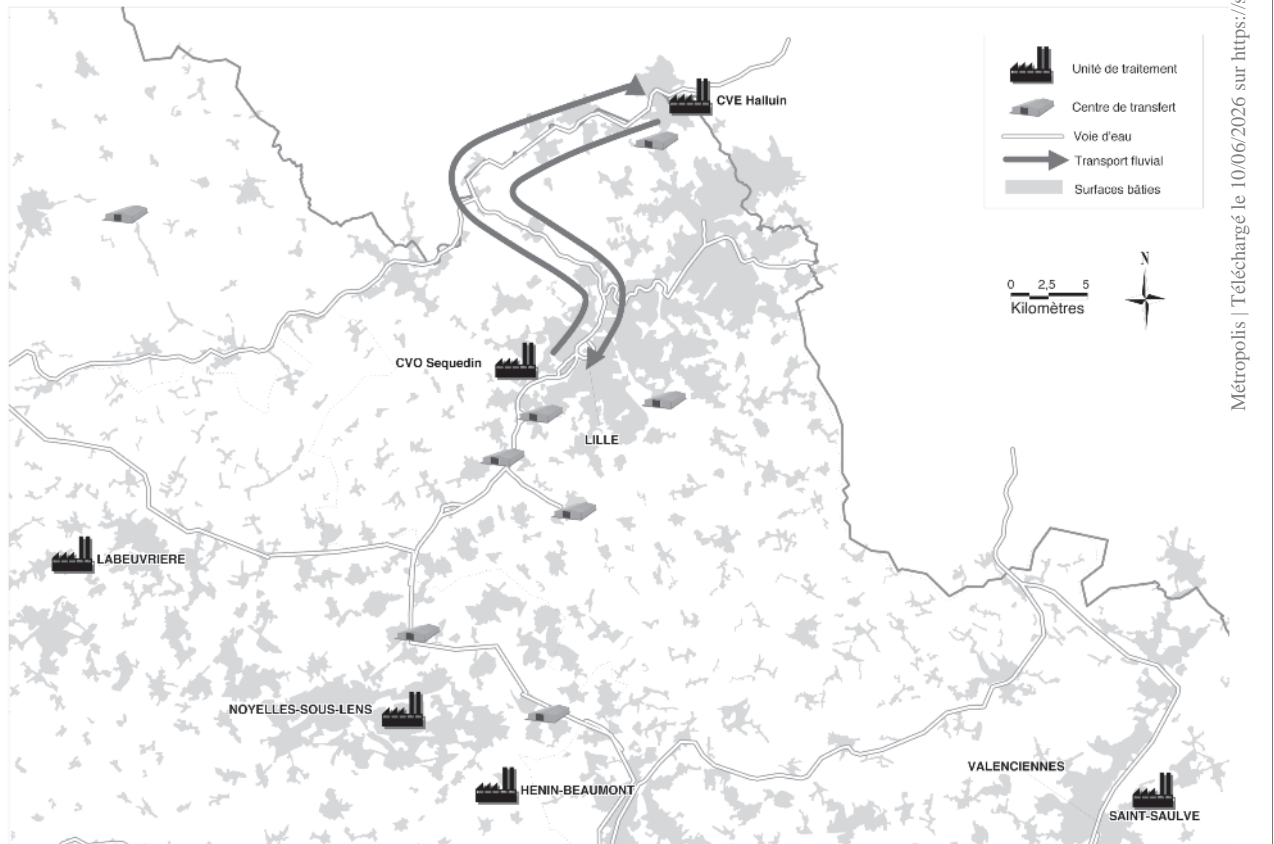 Unité de traitement
Centre de transfert
Voie d'eau
Transport fluvial
Surfaces bâties
N
0 2,5 5
Kilomètres
CVE Halluin
CVO Sequedin
LILLE
LABEUVRIERE
NOYELLES-SOUS-LENS
HENIN-BEAUMONT
VALENCIENNES
SAINT-SAULVE
Métropolis | Téléchargé le 10/06/2026 sur https://s